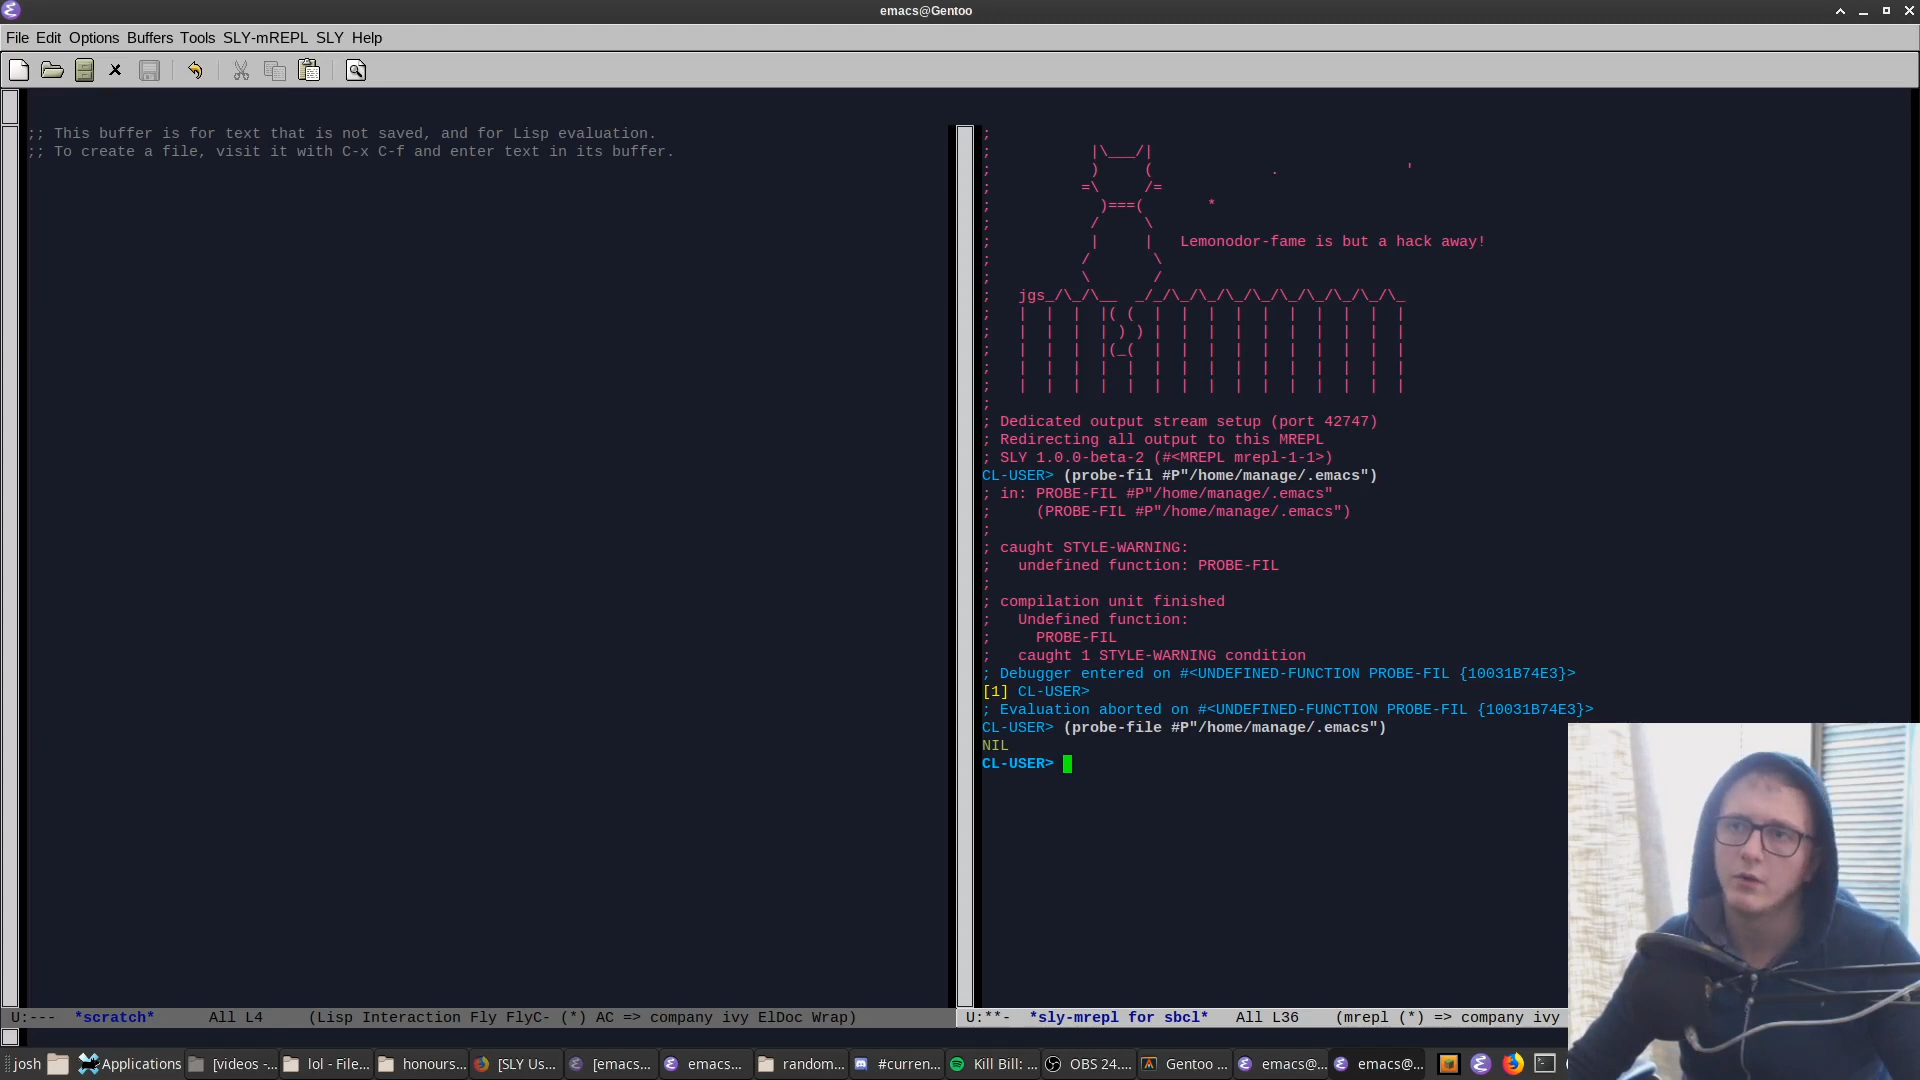 emacs@Gentoo
File Edit Options Buffers Tools SLY-mREPL SLY Help
;; This buffer is for text that is not saved, and for Lisp evaluation.
;; To create a file, visit it with C-x C-f and enter text in its buffer.
;
;           |\___/|
;           )     (             .              '
;          =\     /=
;            )===(       *
;           /     \
;           |     |   Lemonodor-fame is but a hack away!
;          /       \
;          \       /
;   jgs_/\_/\__  _/_/\_/\_/\_/\_/\_/\_/\_/\_/\_
;   |  |  |  |( (  |  |  |  |  |  |  |  |  |  |
;   |  |  |  | ) ) |  |  |  |  |  |  |  |  |  |
;   |  |  |  |(_(  |  |  |  |  |  |  |  |  |  |
;   |  |  |  |  |  |  |  |  |  |  |  |  |  |  |
;   |  |  |  |  |  |  |  |  |  |  |  |  |  |  |
;
; Dedicated output stream setup (port 42747)
; Redirecting all output to this MREPL
; SLY 1.0.0-beta-2 (#<MREPL mrepl-1-1>)
CL-USER> (probe-fil #P"/home/manage/.emacs")
; in: PROBE-FIL #P"/home/manage/.emacs"
;     (PROBE-FIL #P"/home/manage/.emacs")
;
; caught STYLE-WARNING:
;   undefined function: PROBE-FIL
;
; compilation unit finished
;   Undefined function:
;     PROBE-FIL
;   caught 1 STYLE-WARNING condition
; Debugger entered on #<UNDEFINED-FUNCTION PROBE-FIL {10031B74E3}>
[1] CL-USER>
; Evaluation aborted on #<UNDEFINED-FUNCTION PROBE-FIL {10031B74E3}>
CL-USER> (probe-file #P"/home/manage/.emacs")
NIL
CL-USER>
U:--- *scratch* All L4 (Lisp Interaction Fly FlyC- (*) AC => company ivy ElDoc Wrap)
U:**- *sly-mrepl for sbcl* All L36 (mrepl (*) => company ivy
josh Applications [videos -... lol - File... honours... [SLY Us... [emacs... emacs... random... #curren... Kill Bill: ... OBS 24.... Gentoo ... emacs@... emacs@...